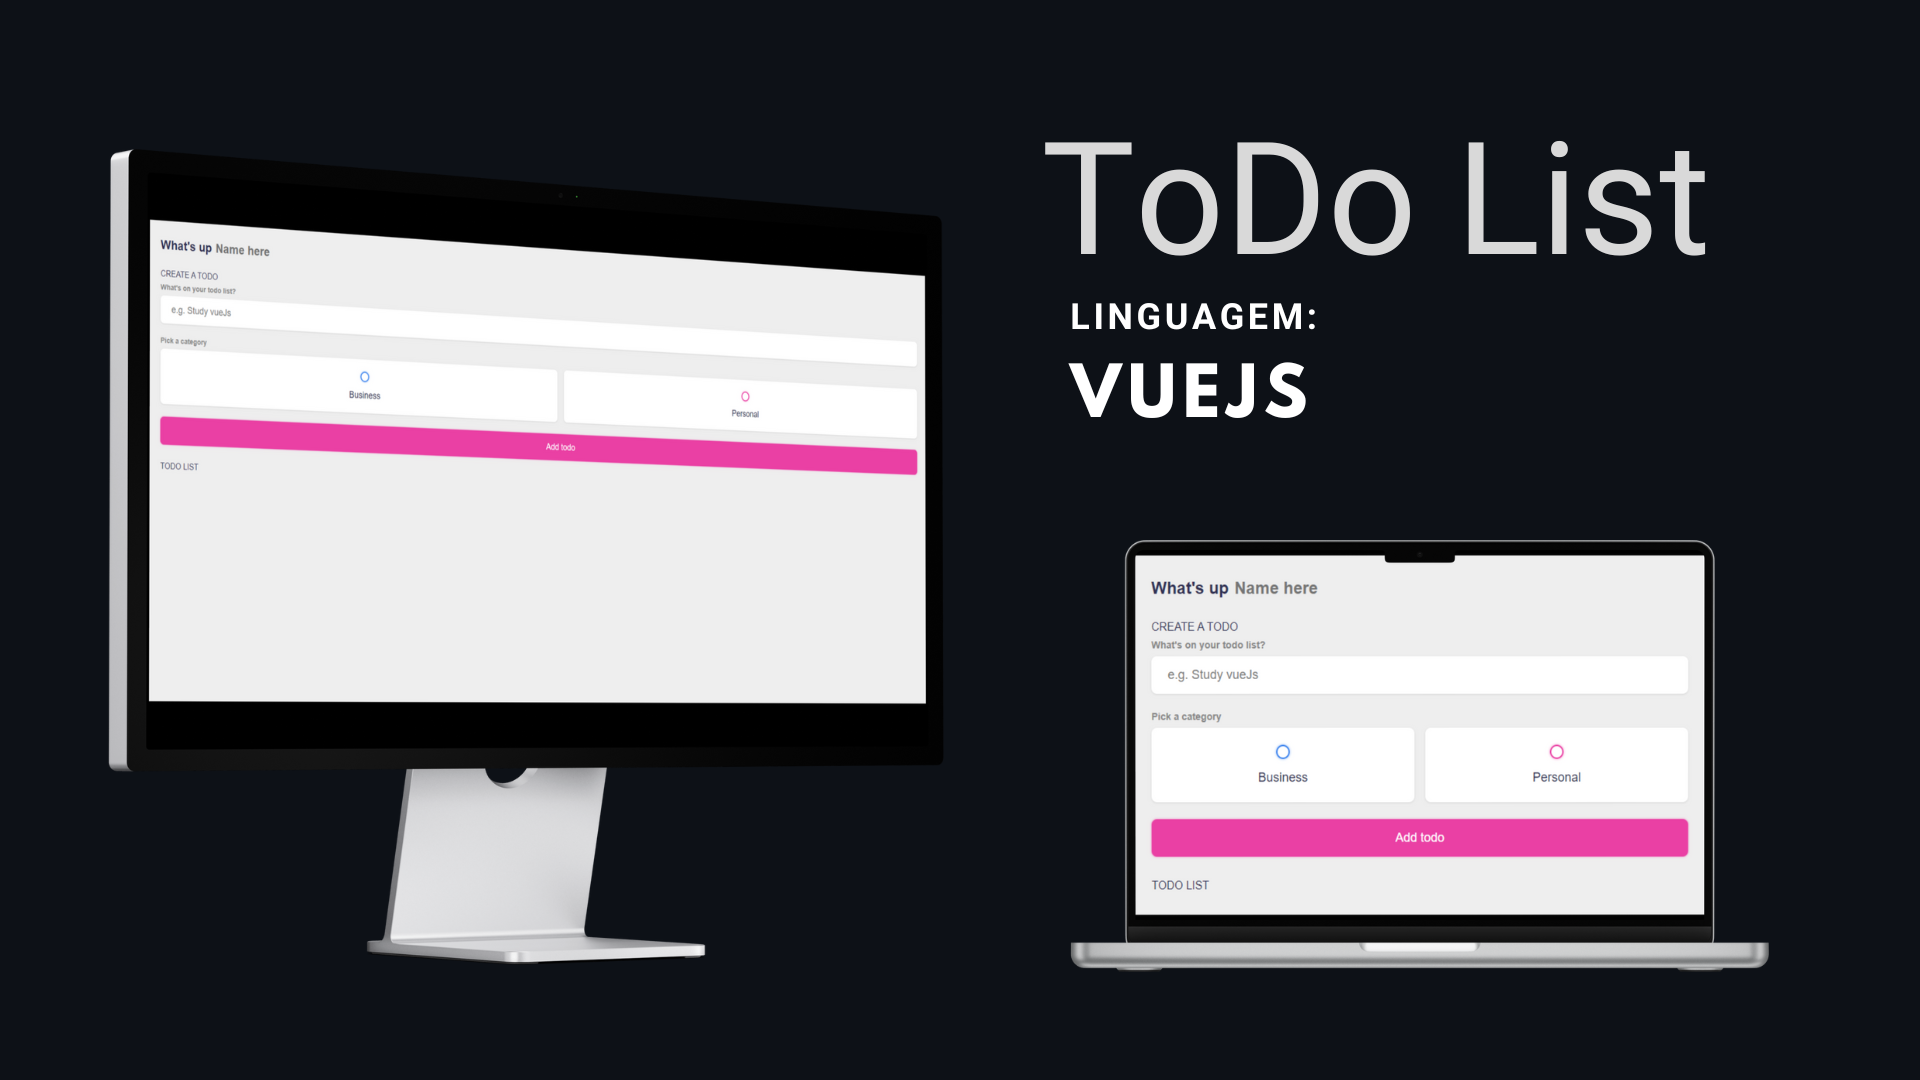 ToDo List
LINGUAGEM:
VUEJS
What's up Name here
CREATE A TODO
What's on your todo list?
e.g. Study vueJs
Pick a category
Business
Personal
Add todo
TODO LIST
What's up Name here
CREATE A TODO
What's on your todo list?
e.g. Study vueJs
Pick a category
Business
Personal
Add todo
TODO LIST